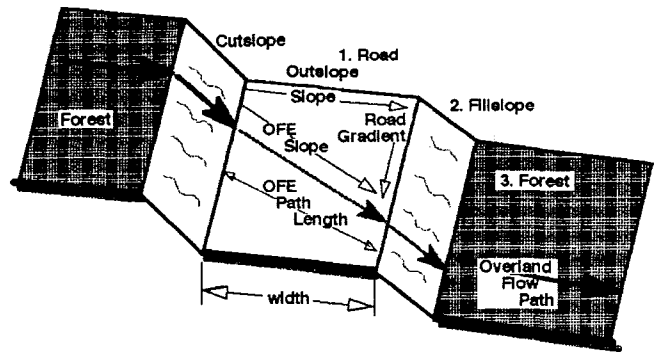 Cutslope
1. Road
Outslope
Slope
2. Fillslope
Road
Gradient
Forest
OFE
Slope
3. Forest
OFE
Path
Length
Overland
Flow
Path
width